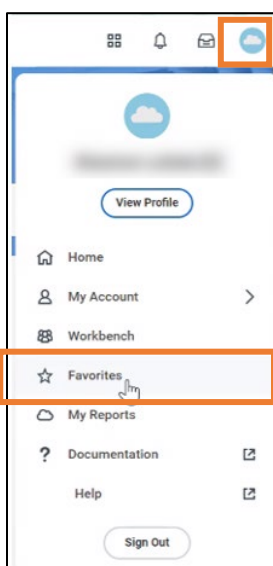 View Profile
Home
My Account
Workbench
Favorites
My Reports
? Documentation
Help
Sign Out